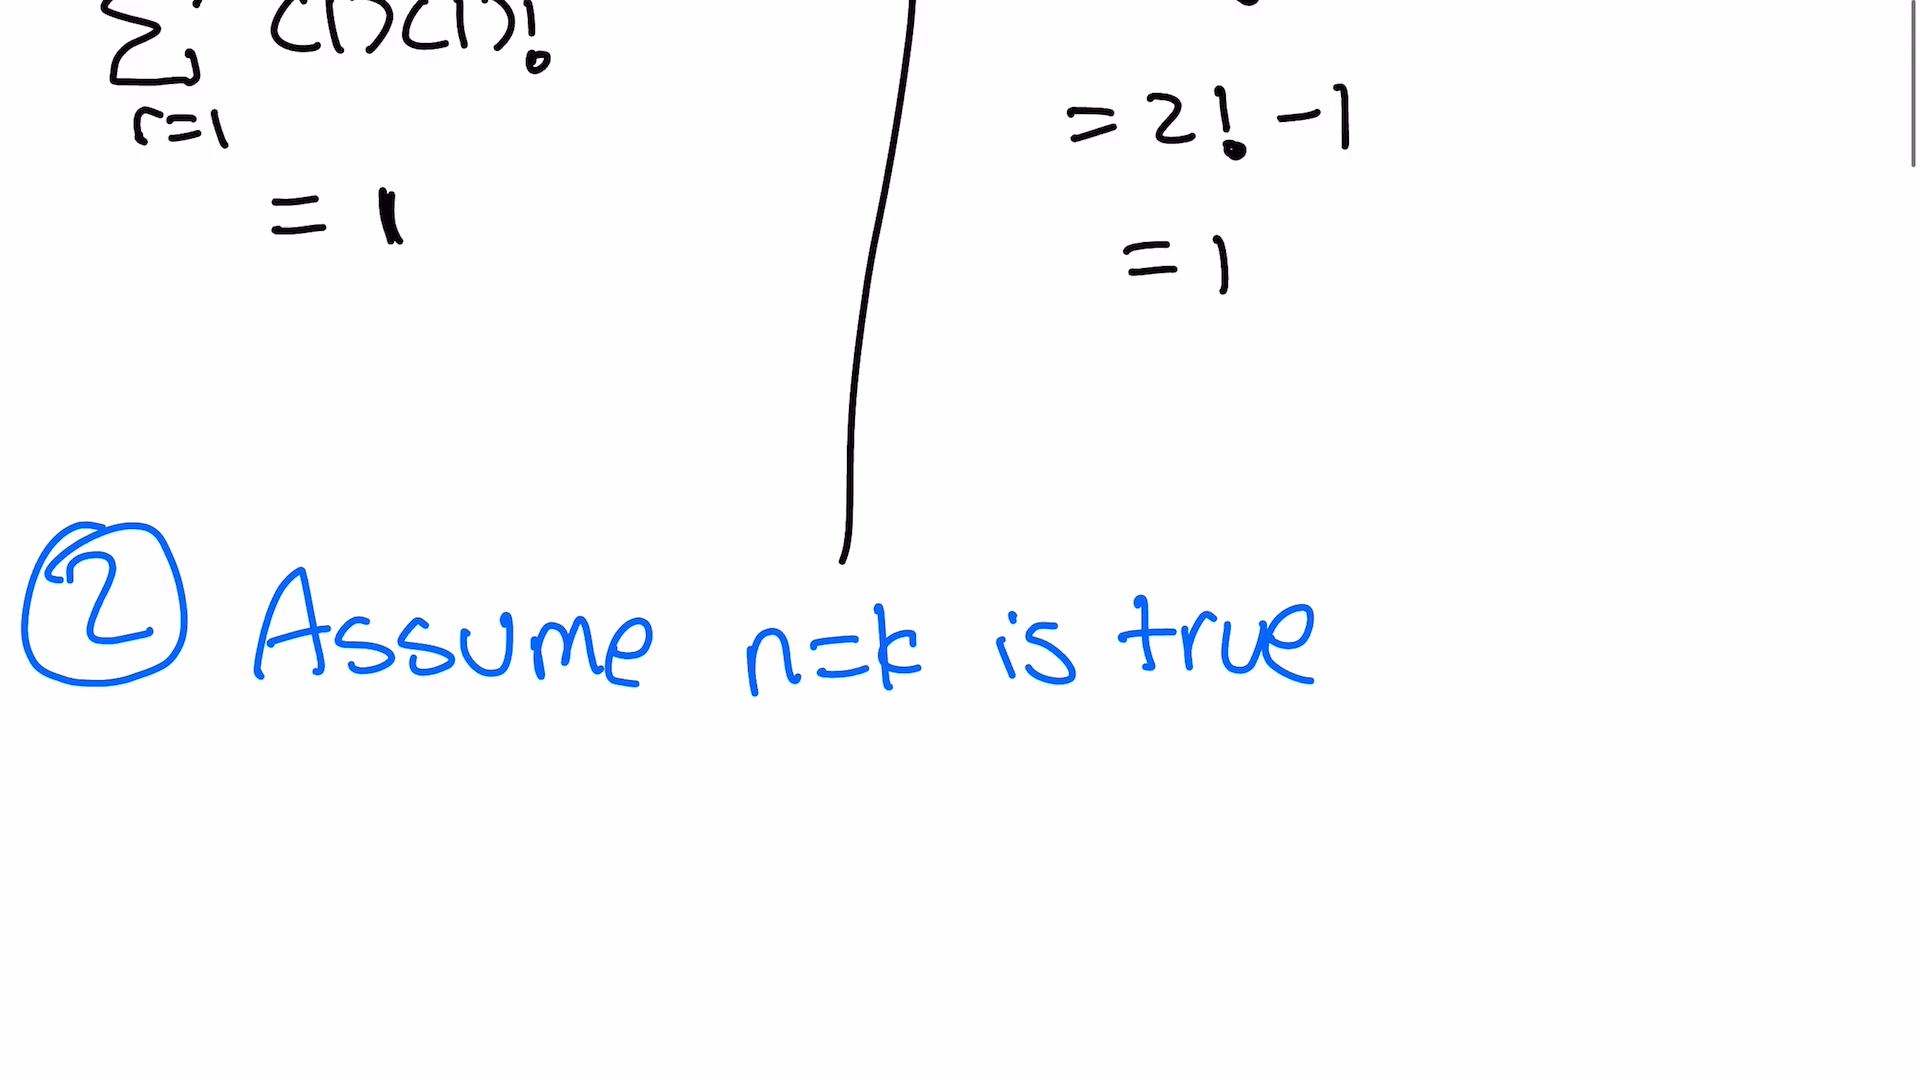 ∑ (1)(1)!
r=1
= 1
= 2! - 1
= 1
2 Assume n=k is true